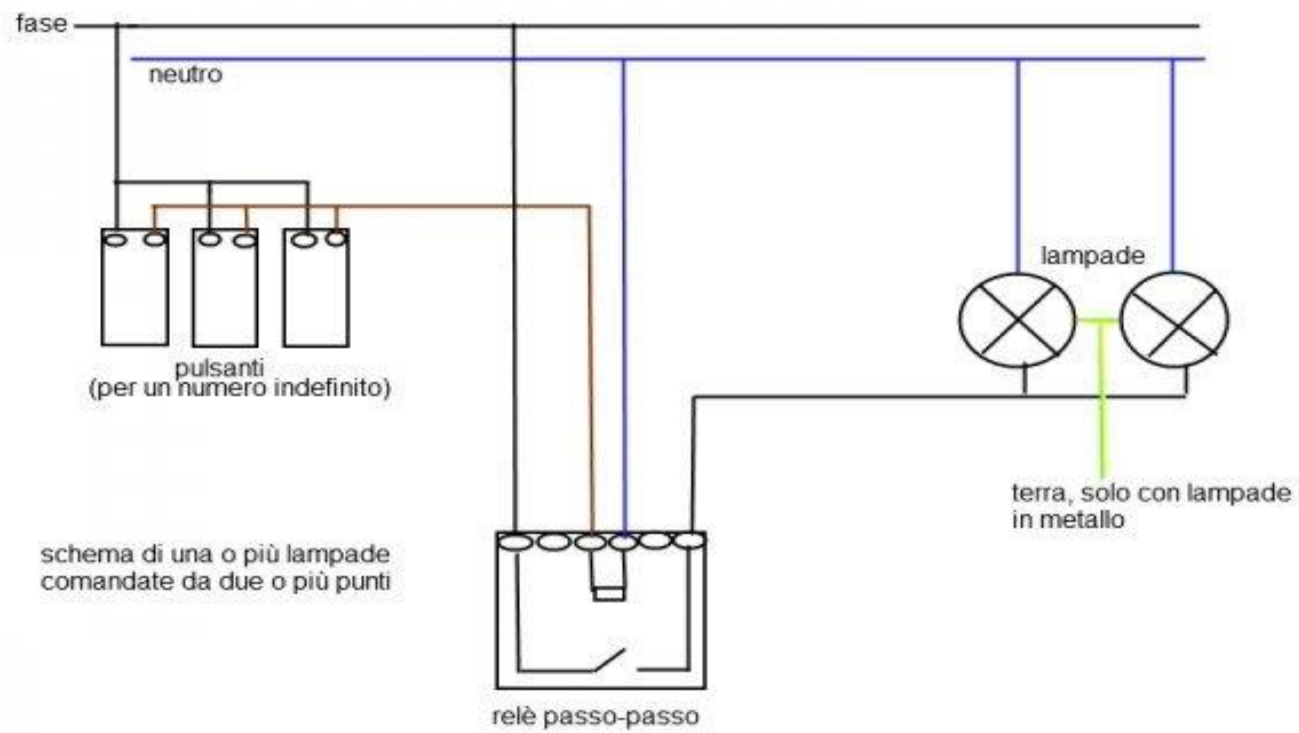 fase
neutro
lampade
pulsanti
(per un numero indefinito)
terra, solo con lampade
in metallo
schema di una o più lampade
comandate da due o più punti
relè passo-passo